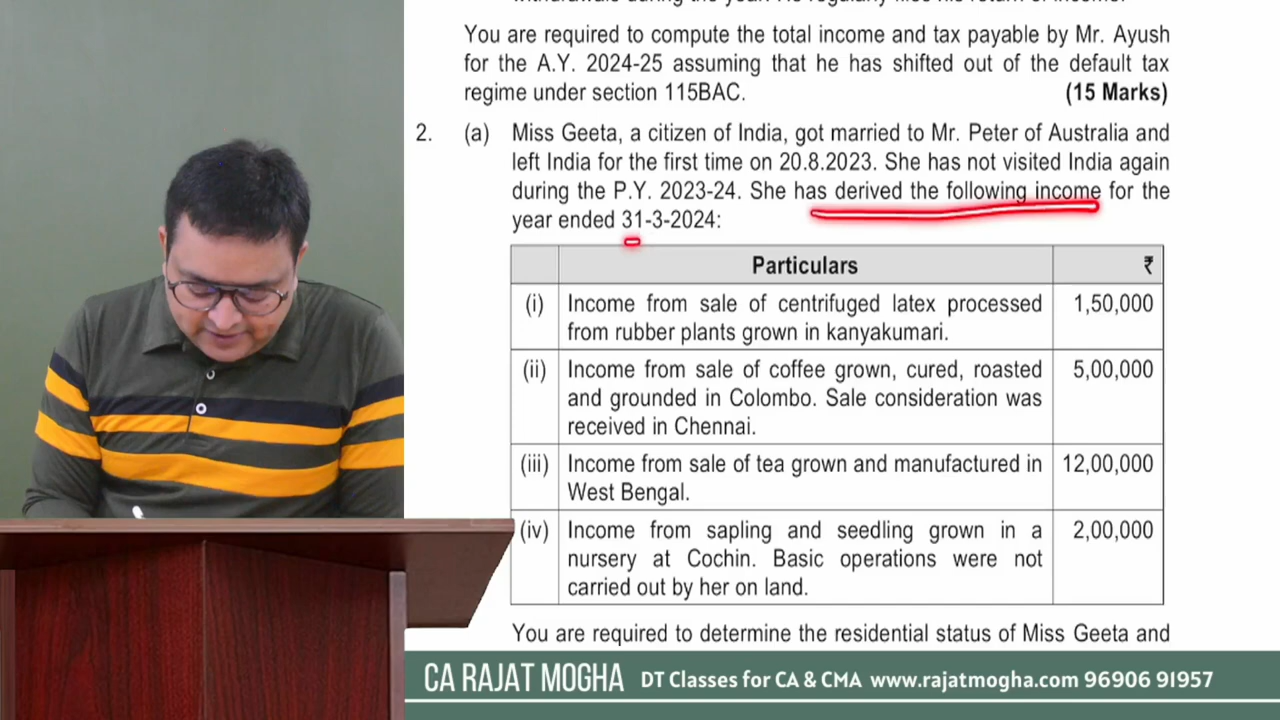 You are required to compute the total income and tax payable by Mr. Ayush
for the A.Y. 2024-25 assuming that he has shifted out of the default tax
regime under section 115BAC. (15 Marks)
2. (a) Miss Geeta, a citizen of India, got married to Mr. Peter of Australia and
left India for the first time on 20.8.2023. She has not visited India again
during the P.Y. 2023-24. She has derived the following income for the
year ended 31-3-2024:
Particulars ₹
(i) Income from sale of centrifuged latex processed 1,50,000
from rubber plants grown in kanyakumari.
(ii) Income from sale of coffee grown, cured, roasted 5,00,000
and grounded in Colombo. Sale consideration was
received in Chennai.
(iii) Income from sale of tea grown and manufactured in 12,00,000
West Bengal.
(iv) Income from sapling and seedling grown in a 2,00,000
nursery at Cochin. Basic operations were not
carried out by her on land.
You are required to determine the residential status of Miss Geeta and
CA RAJAT MOGHA DT Classes for CA & CMA www.rajatmogha.com 96906 91957